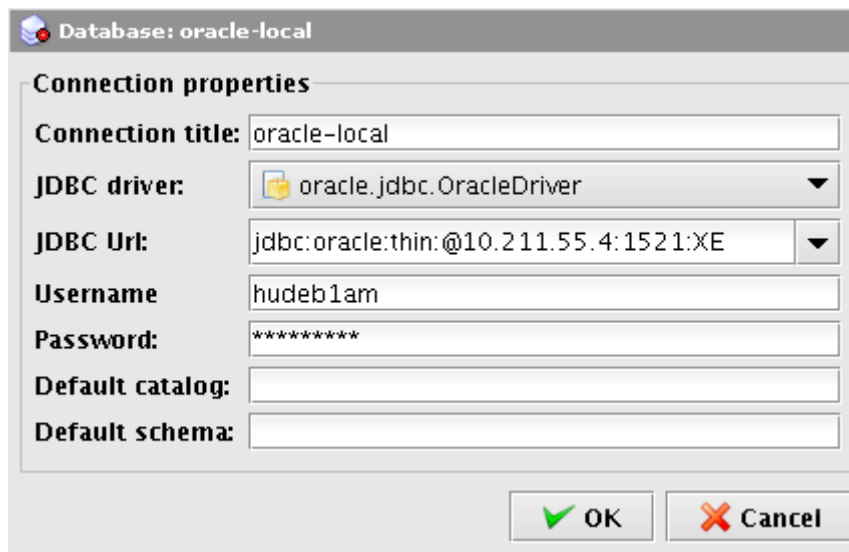 Database: oracle-local
Connection properties
Connection title: oracle-local
JDBC driver: oracle.jdbc.OracleDriver
JDBC Url: jdbc:oracle:thin:@10.211.55.4:1521:XE
Username hudeb1am
Password: *********
Default catalog:
Default schema:
OK Cancel